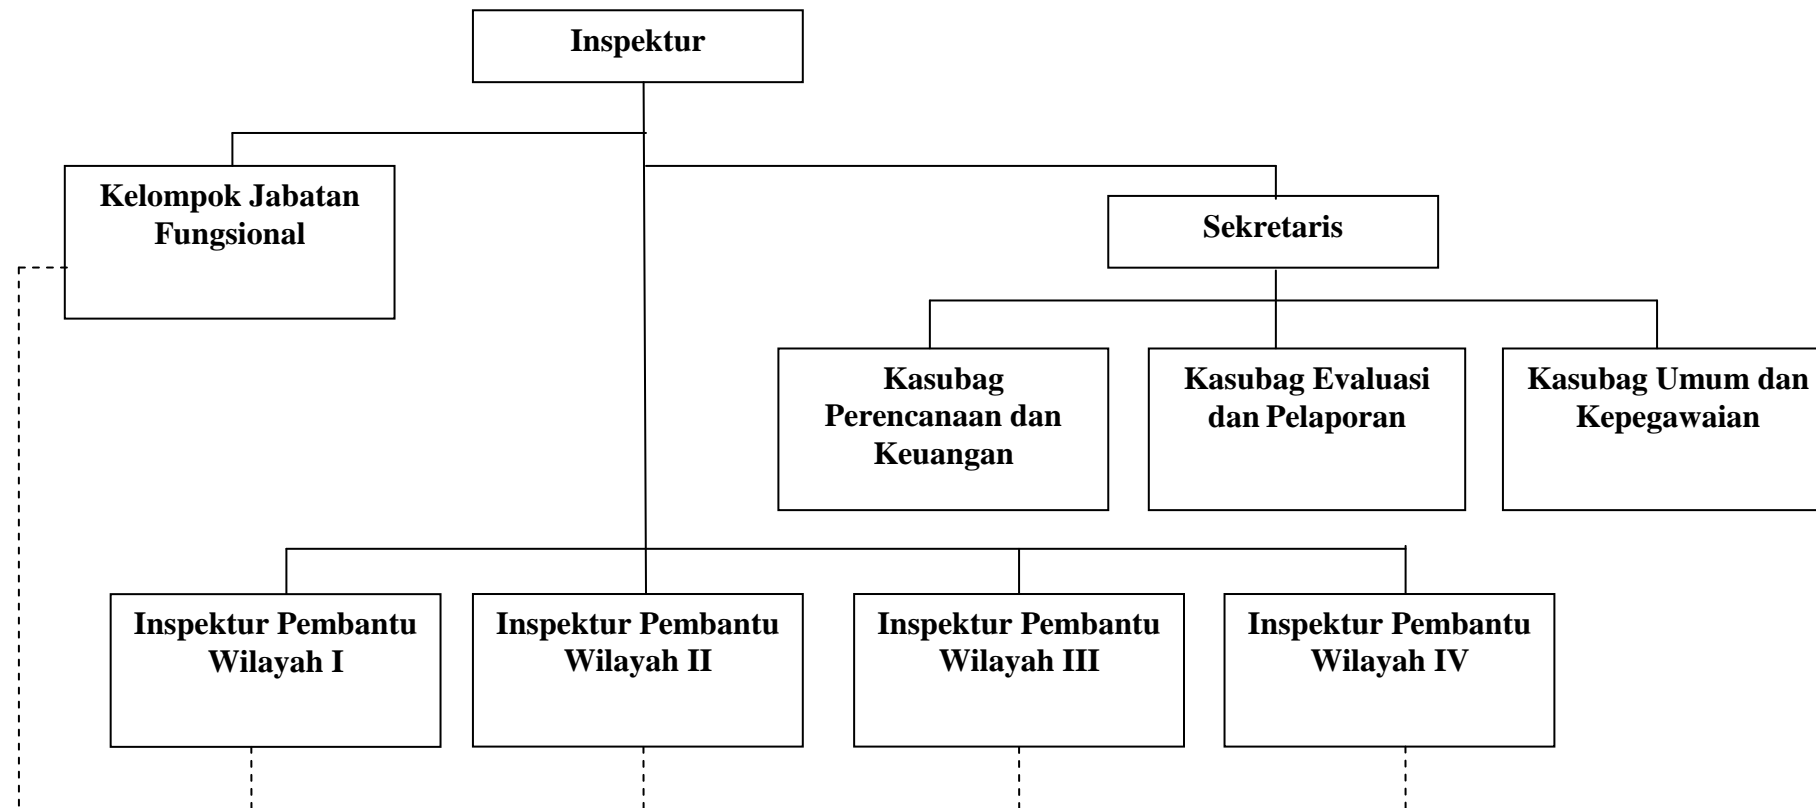 Inspektur
Kelompok Jabatan
Fungsional
Sekretaris
Kasubag
Perencanaan dan
Keuangan
Kasubag Evaluasi
dan Pelaporan
Kasubag Umum dan
Kepegawaian
Inspektur Pembantu
Wilayah I
Inspektur Pembantu
Wilayah II
Inspektur Pembantu
Wilayah III
Inspektur Pembantu
Wilayah IV